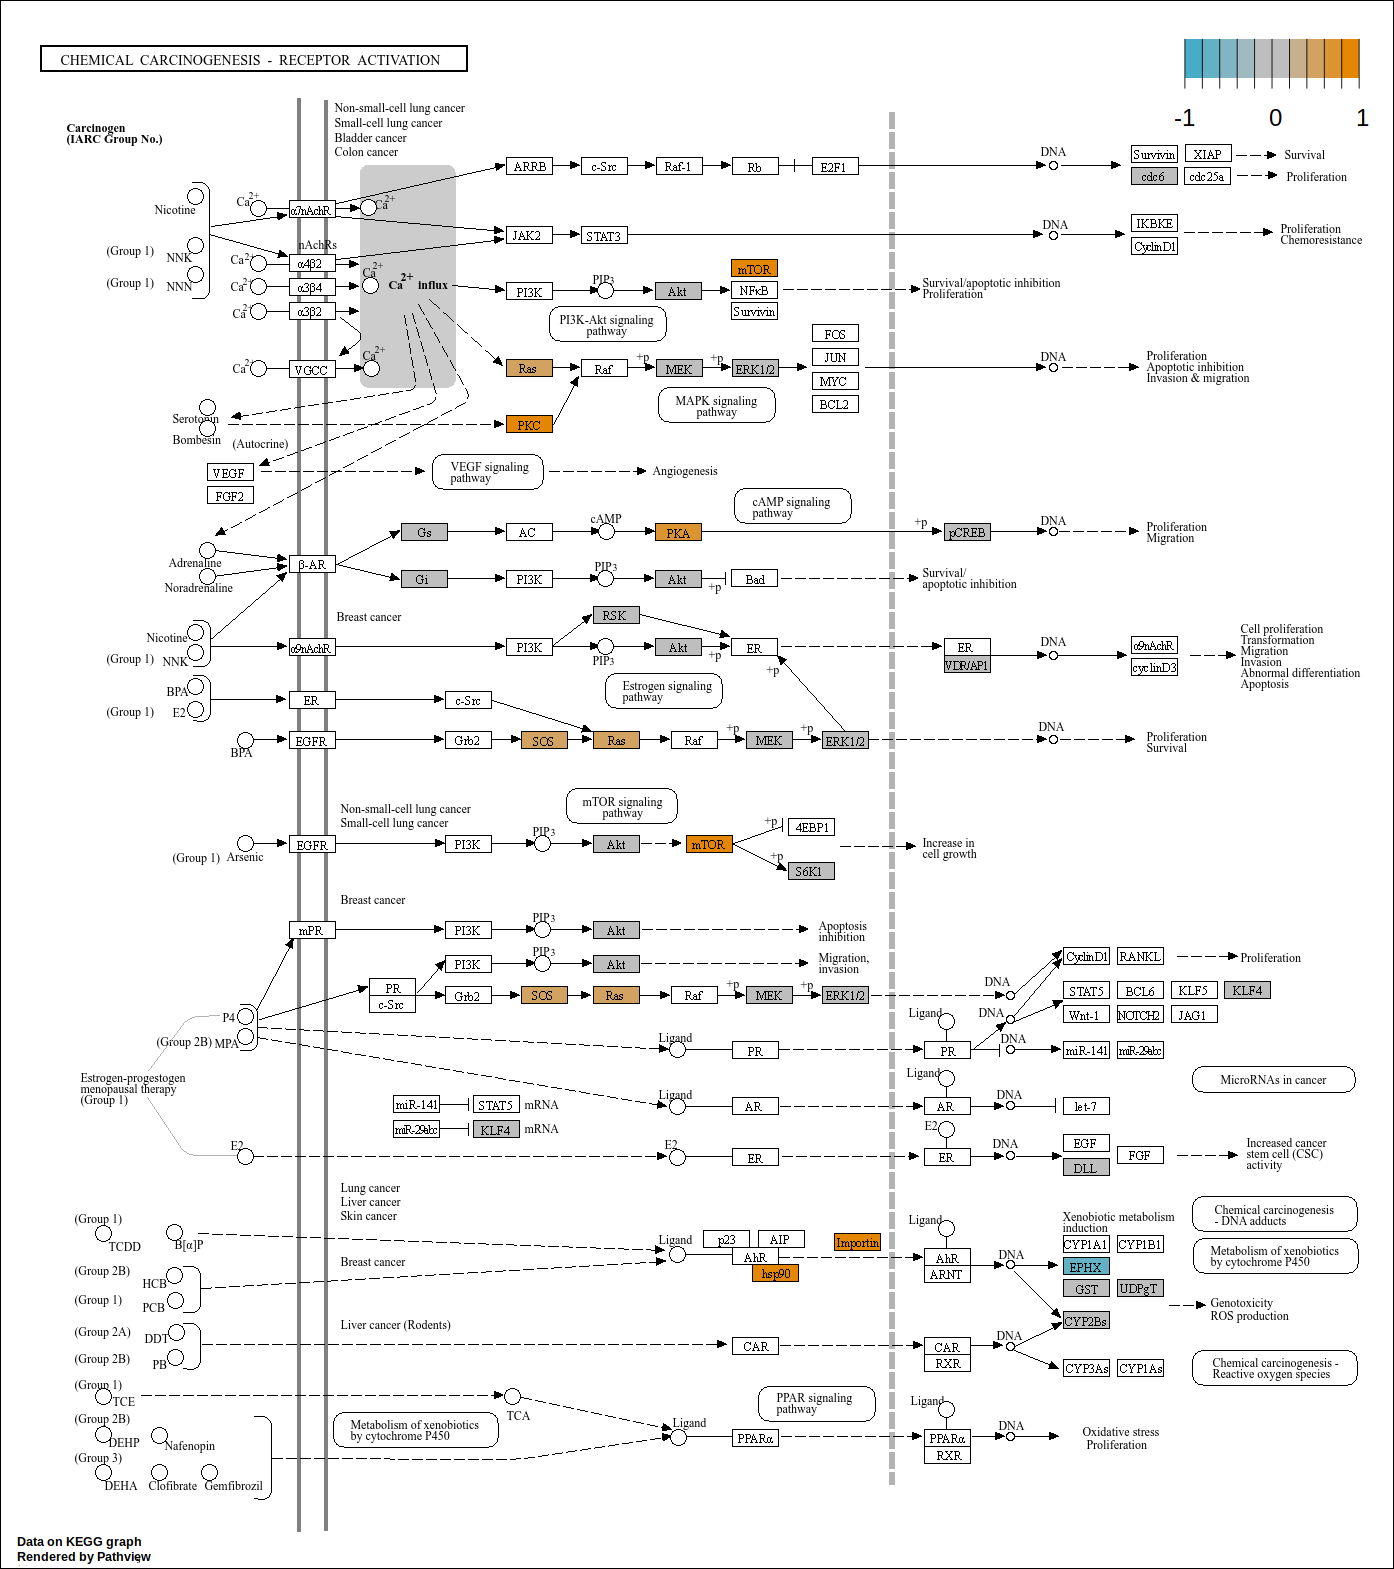 CHEMICAL CARCINOGENESIS - RECEPTOR ACTIVATION
-1 0 1
Carcinogen
(IARC Group No.)
Non-small-cell lung cancer
Small-cell lung cancer
Bladder cancer
Colon cancer
ARRB c-Src Raf-1 Rb E2F1 DNA Survivin XIAP Survival
cdc6 cdc25a Proliferation
Nicotine Ca2+ α7nAchR Ca2+
JAK2 STAT3 DNA IKBKE
CyclinD1
Proliferation
Chemoresistance
(Group 1) NNK
nAchRs
Ca2+ α4β2 Ca2+
(Group 1) NNN Ca2+ α3β4 Ca2+ influx
Ca2+ α3β2
PI3K PIP3 Akt mTOR
NFκB
Survivin
Survival/apoptotic inhibition
Proliferation
PI3K-Akt signaling
pathway
Ca2+ VGCC Ca2+
Ras Raf +p MEK +p ERK1/2
FOS
JUN
MYC
BCL2
DNA
Proliferation
Apoptotic inhibition
Invasion & migration
MAPK signaling
pathway
Serotonin
Bombesin (Autocrine) PKC
VEGF
FGF2
VEGF signaling
pathway
Angiogenesis
cAMP signaling
pathway
Gs AC cAMP PKA +p pCREB DNA Proliferation
Migration
Adrenaline
Noradrenaline
β-AR
Gi PI3K PIP3 Akt +p Bad Survival/
apoptotic inhibition
Breast cancer
Nicotine
(Group 1) NNK
α9nAchR PI3K RSK
PIP3 Akt +p ER
+p
ER
VDR/AP1
DNA α9nAchR
cyclinD3
Cell proliferation
Transformation
Migration
Invasion
Abnormal differentiation
Apoptosis
Estrogen signaling
pathway
BPA
(Group 1) E2
ER c-Src
BPA EGFR Grb2 SOS Ras Raf +p MEK +p ERK1/2 DNA Proliferation
Survival
Non-small-cell lung cancer
Small-cell lung cancer
mTOR signaling
pathway
(Group 1) Arsenic EGFR PI3K PIP3 Akt mTOR +p 4EBP1
+p S6K1
Increase in
cell growth
Breast cancer
mPR PI3K PIP3 Akt Apoptosis
inhibition
PI3K PIP3 Akt Migration,
invasion
PR
c-Src
Grb2 SOS Ras Raf +p MEK +p ERK1/2 DNA
CyclinD1 RANKL Proliferation
STAT5 BCL6 KLF5 KLF4
Wnt-1 NOTCH2 JAG1
P4
(Group 2B) MPA
Ligand PR Ligand PR DNA
DNA miR-141 miR-29abc
Estrogen-progestogen
menopausal therapy
(Group 1)
MicroRNAs in cancer
miR-141 STAT5 mRNA
miR-29abc KLF4 mRNA
Ligand AR Ligand AR DNA let-7
E2 E2 ER E2 ER DNA EGF
DLL
FGF
Increased cancer
stem cell (CSC)
activity
Lung cancer
Liver cancer
Skin cancer
(Group 1) TCDD B[α]P
Ligand p23 AIP
AhR
hsp90
Importin
Ligand
AhR
ARNT
DNA
Xenobiotic metabolism
induction
CYP1A1 CYP1B1
EPHX
GST UDPgT
CYP2Bs
Chemical carcinogenesis
- DNA adducts
Metabolism of xenobiotics
by cytochrome P450
Breast cancer
(Group 2B) HCB
(Group 1) PCB
Genotoxicity
ROS production
Liver cancer (Rodents)
(Group 2A) DDT
(Group 2B) PB
CAR CAR
RXR
DNA CYP3As CYP1As
Chemical carcinogenesis -
Reactive oxygen species
(Group 1) TCE TCA
PPAR signaling
pathway
Metabolism of xenobiotics
by cytochrome P450
(Group 2B) DEHP Nafenopin
(Group 3) DEHA Clofibrate Gemfibrozil
Ligand PPARα Ligand PPARα
RXR
DNA
Oxidative stress
Proliferation
Data on KEGG graph
Rendered by Pathview